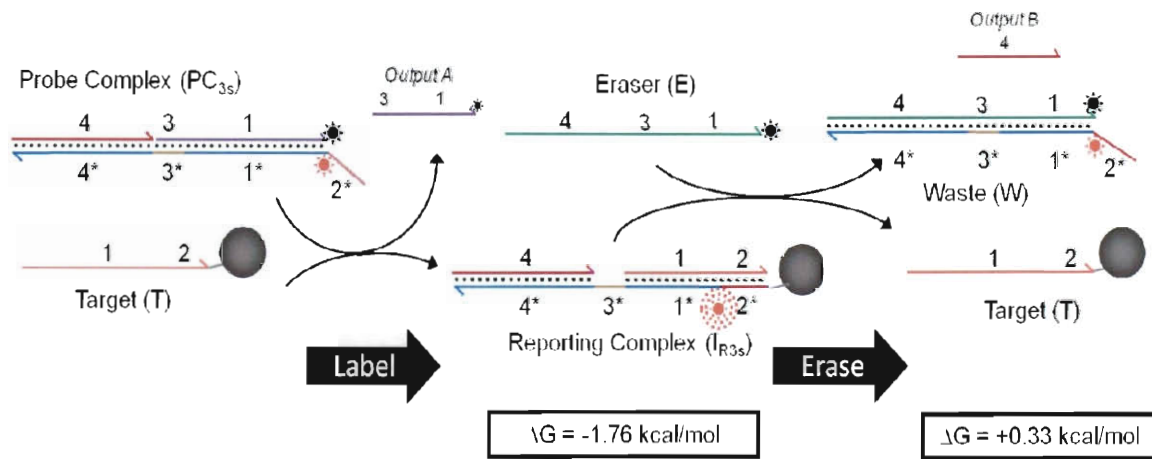 Output B
4
Probe Complex (PC3s)
Output A
3 1
Eraser (E)
4 3 1
4 3 1
4 3 1
4* 3* 1* 2*
4* 3* 1* 2*
Waste (W)
1 2
Target (T)
4 1 2
4* 3* 1* 2*
Reporting Complex (IR3s)
1 2
Target (T)
Label
Erase
\G = -1.76 kcal/mol
ΔG = +0.33 kcal/mol